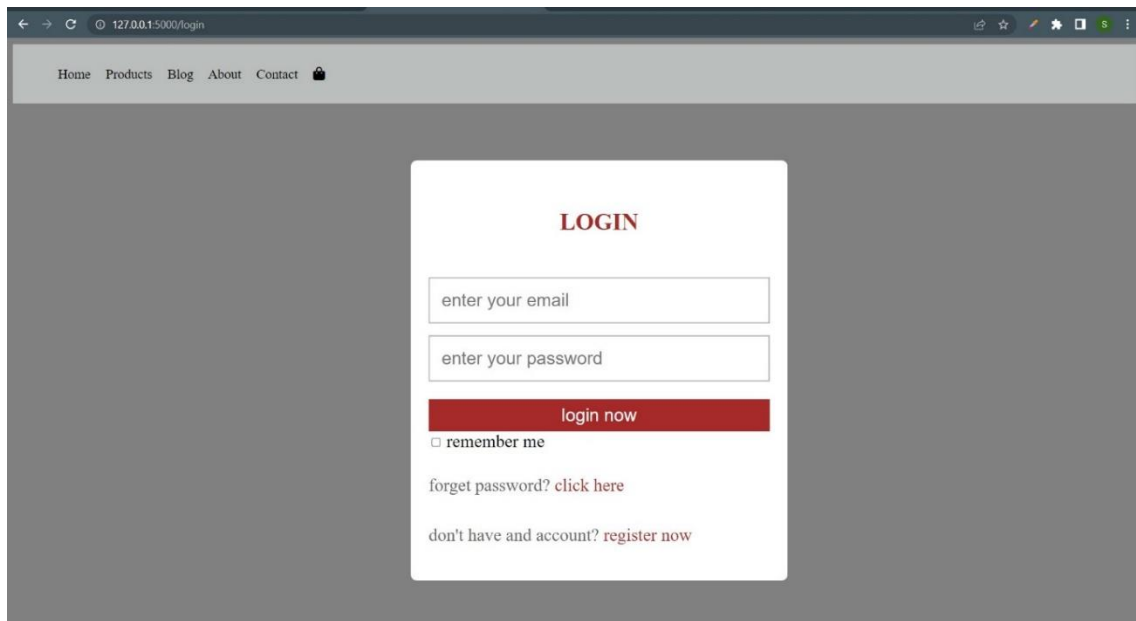 127.0.0.1:5000/login
S
Home Products Blog About Contact
LOGIN
enter your email
enter your password
login now
remember me
forget password? click here
don't have and account? register now